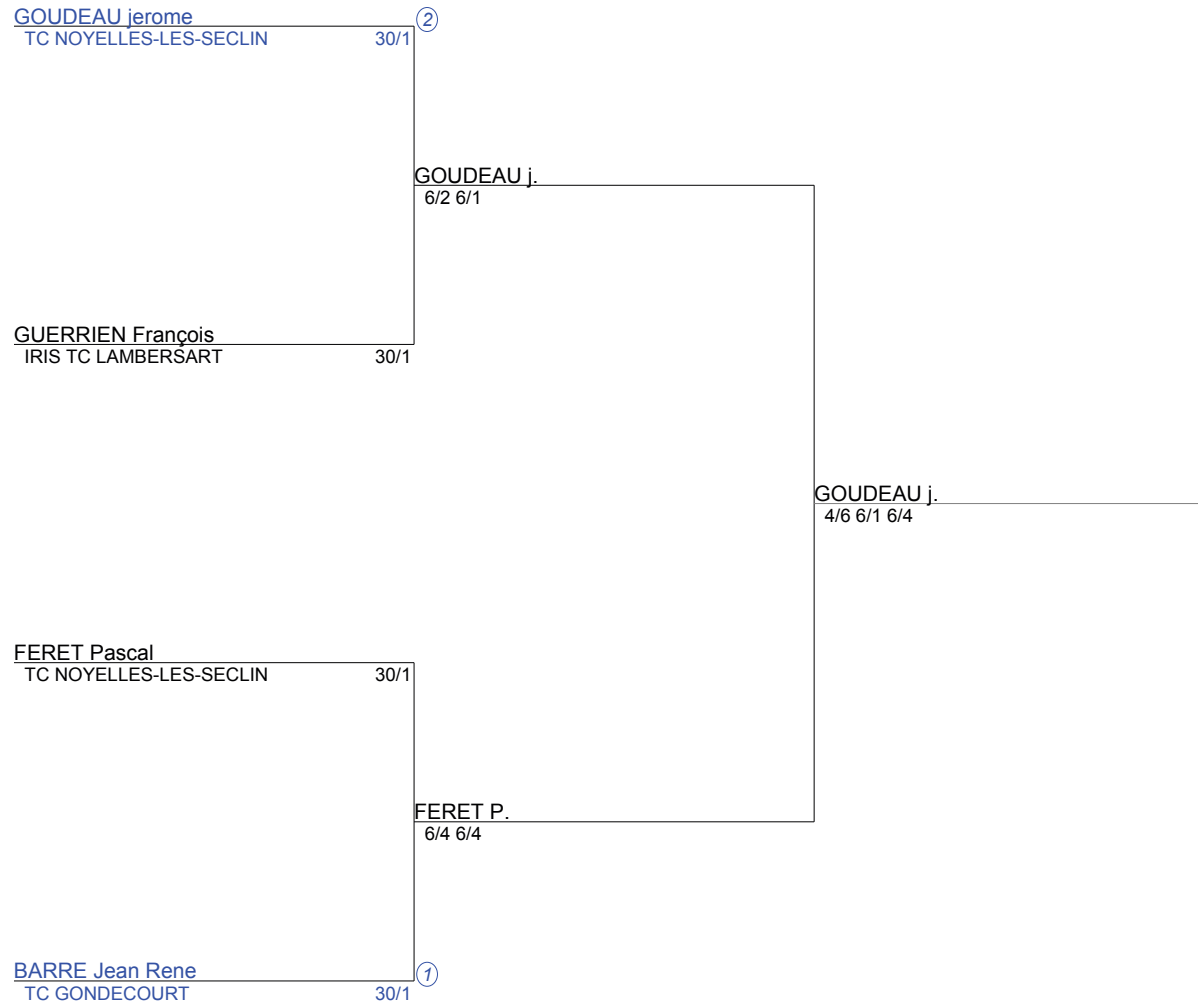 GOUDEAU jerome 2
TC NOYELLES-LES-SECLIN 30/1
GOUDEAU j.
6/2 6/1
GUERRIEN François
IRIS TC LAMBERSART 30/1
GOUDEAU j.
4/6 6/1 6/4
FERET Pascal
TC NOYELLES-LES-SECLIN 30/1
FERET P.
6/4 6/4
BARRE Jean Rene 1
TC GONDECOURT 30/1